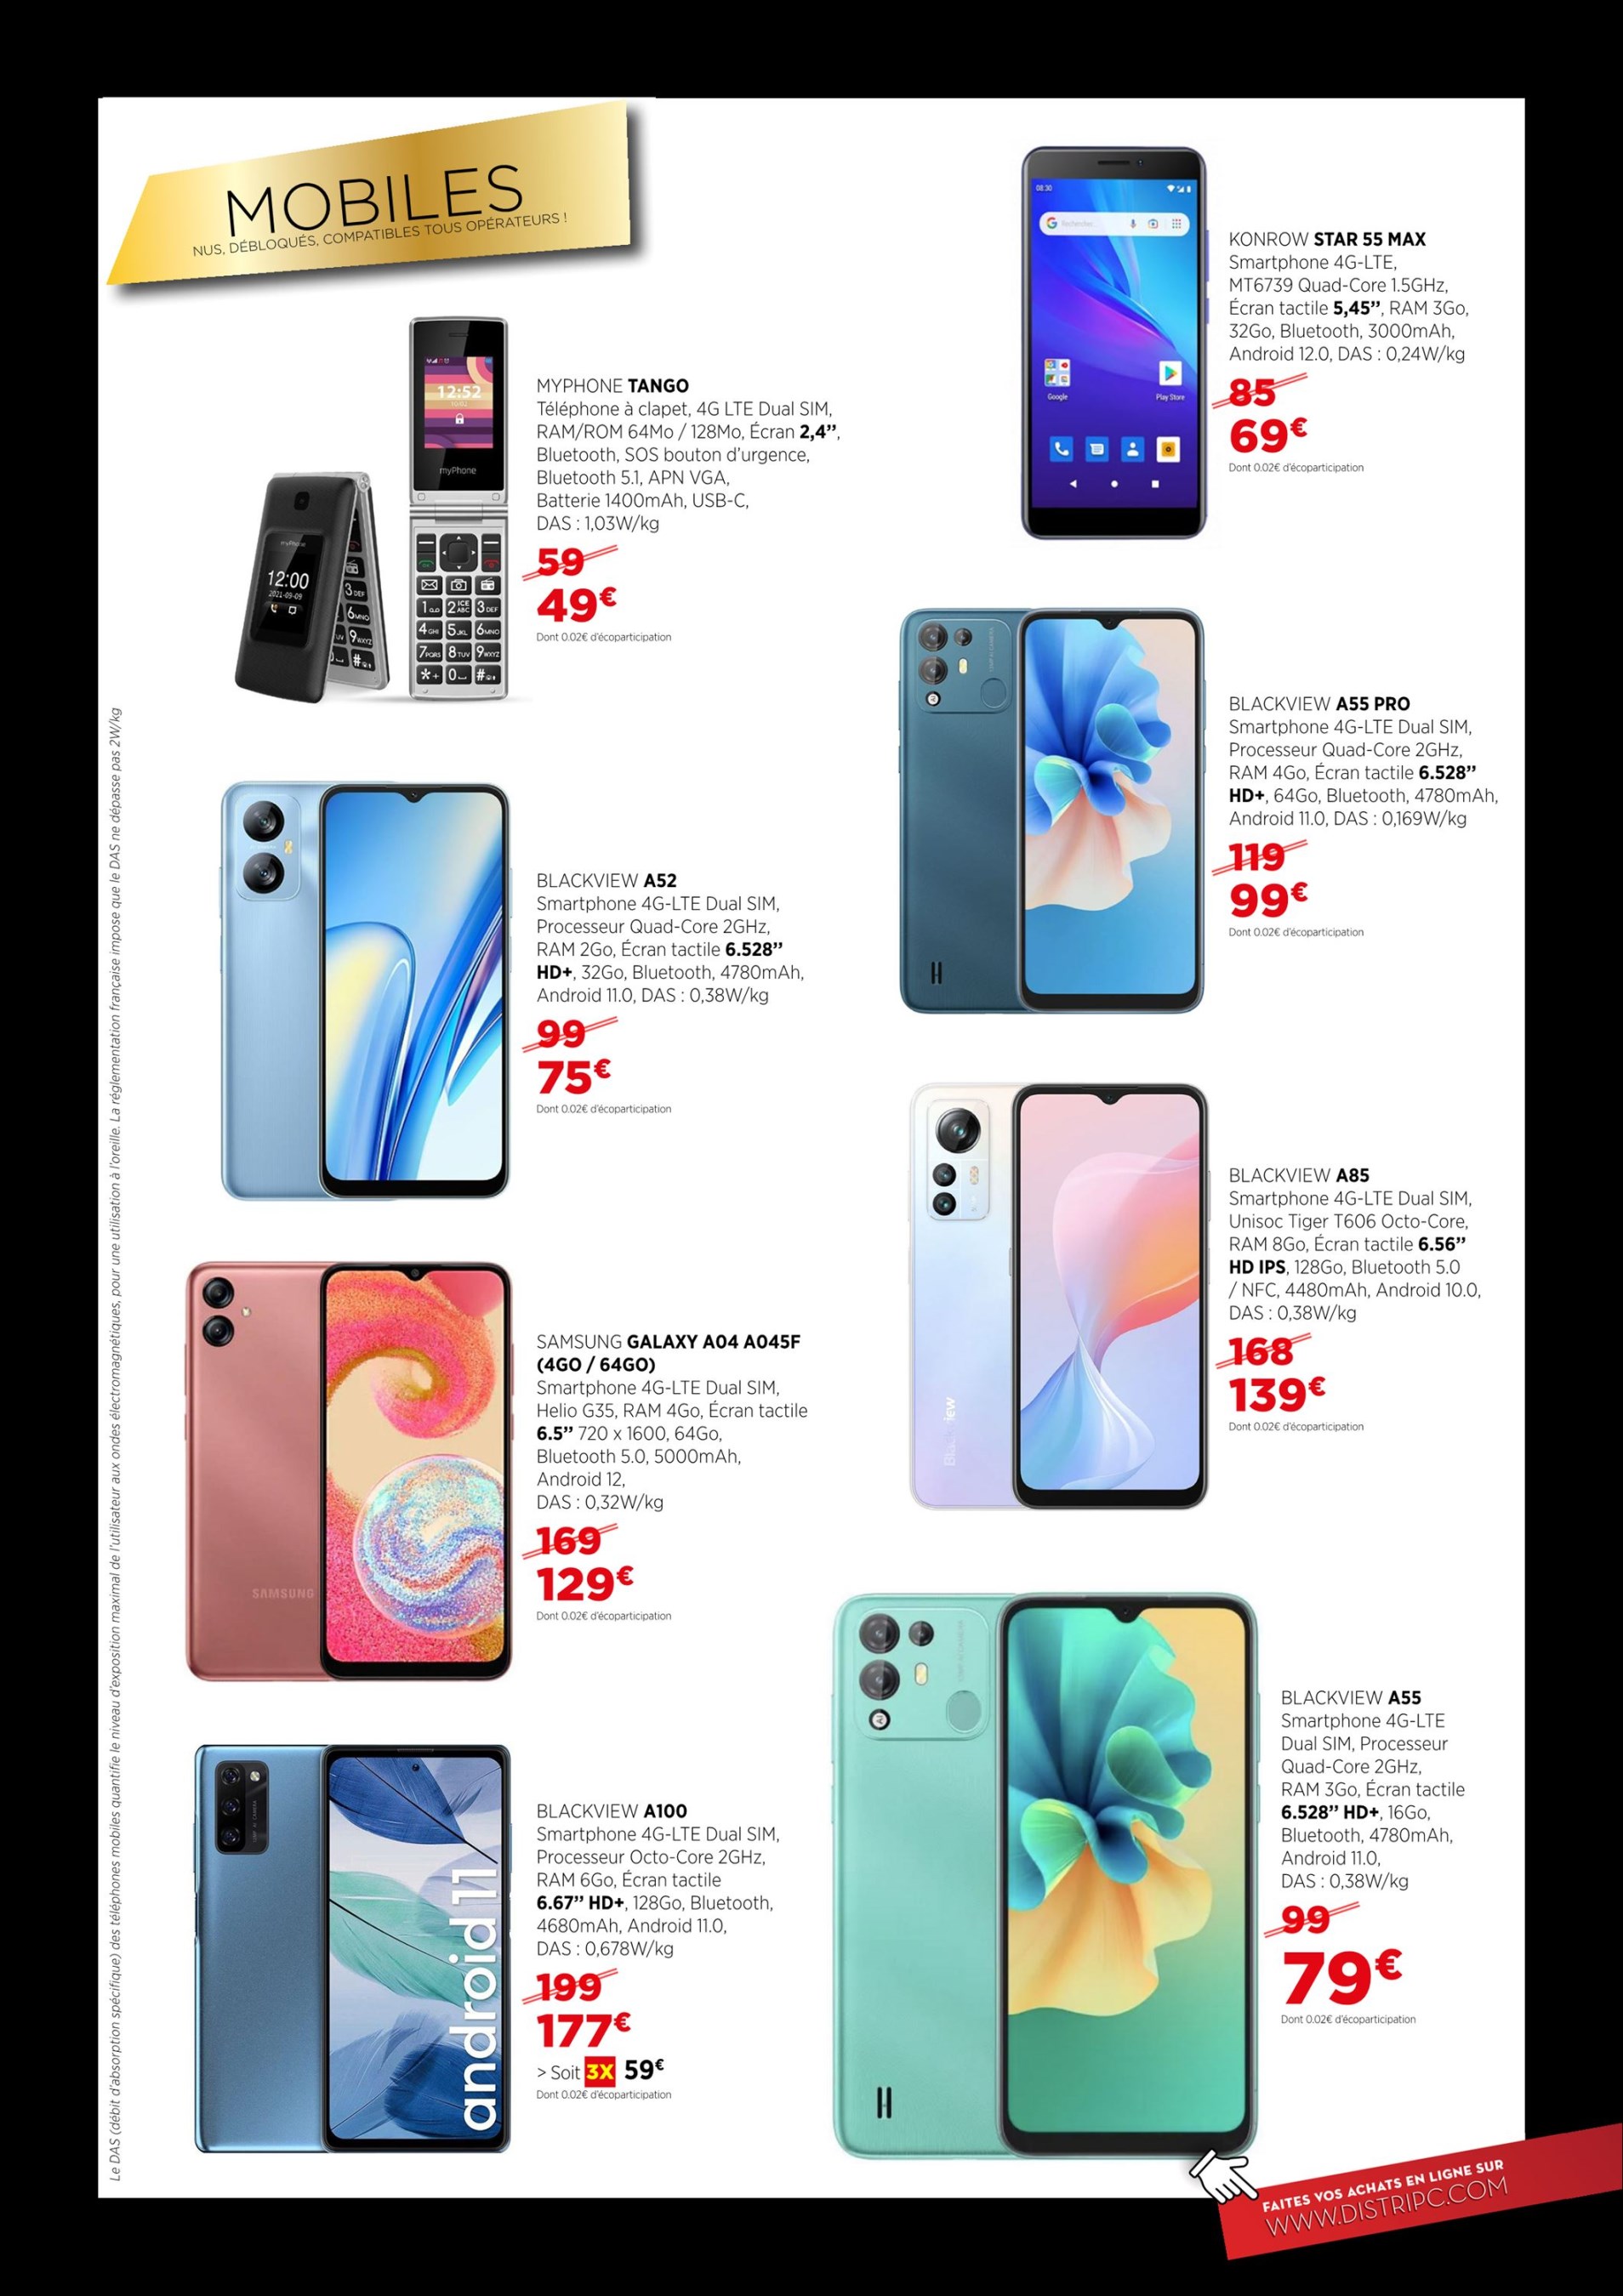 MOBILES
NUS, DÉBLOQUÉS, COMPATIBLES TOUS OPÉRATEURS !
12:52
myPhone
myPhone
12:00
2021-09-09
MYPHONE TANGO
Téléphone à clapet, 4G LTE Dual SIM,
RAM/ROM 64Mo / 128Mo, Écran 2,4’’,
Bluetooth, SOS bouton d’urgence,
Bluetooth 5.1, APN VGA,
Batterie 1400mAh, USB-C,
DAS : 1,03W/kg
59
49€
Dont 0.02€ d’écoparticipation
08:30
Google
Play Store
KONROW STAR 55 MAX
Smartphone 4G-LTE,
MT6739 Quad-Core 1.5GHz,
Écran tactile 5,45’’, RAM 3Go,
32Go, Bluetooth, 3000mAh,
Android 12.0, DAS : 0,24W/kg
85
69€
Dont 0.02€ d’écoparticipation
BLACKVIEW A55 PRO
Smartphone 4G-LTE Dual SIM,
Processeur Quad-Core 2GHz,
RAM 4Go, Écran tactile 6.528’’
HD+, 64Go, Bluetooth, 4780mAh,
Android 11.0, DAS : 0,169W/kg
119
99€
Dont 0.02€ d’écoparticipation
BLACKVIEW A52
Smartphone 4G-LTE Dual SIM,
Processeur Quad-Core 2GHz,
RAM 2Go, Écran tactile 6.528’’
HD+, 32Go, Bluetooth, 4780mAh,
Android 11.0, DAS : 0,38W/kg
99
75€
Dont 0.02€ d’écoparticipation
BLACKVIEW A85
Smartphone 4G-LTE Dual SIM,
Unisoc Tiger T606 Octo-Core,
RAM 8Go, Écran tactile 6.56’’
HD IPS, 128Go, Bluetooth 5.0
/ NFC, 4480mAh, Android 10.0,
DAS : 0,38W/kg
168
139€
Dont 0.02€ d’écoparticipation
SAMSUNG
SAMSUNG GALAXY A04 A045F
(4GO / 64GO)
Smartphone 4G-LTE Dual SIM,
Helio G35, RAM 4Go, Écran tactile
6.5’’ 720 x 1600, 64Go,
Bluetooth 5.0, 5000mAh,
Android 12,
DAS : 0,32W/kg
169
129€
Dont 0.02€ d’écoparticipation
BLACKVIEW A55
Smartphone 4G-LTE
Dual SIM, Processeur
Quad-Core 2GHz,
RAM 3Go, Écran tactile
6.528’’ HD+, 16Go,
Bluetooth, 4780mAh,
Android 11.0,
DAS : 0,38W/kg
99
79€
Dont 0.02€ d’écoparticipation
android 11
BLACKVIEW A100
Smartphone 4G-LTE Dual SIM,
Processeur Octo-Core 2GHz,
RAM 6Go, Écran tactile
6.67’’ HD+, 128Go, Bluetooth,
4680mAh, Android 11.0,
DAS : 0,678W/kg
199
177€
> Soit 3X 59€
Dont 0.02€ d’écoparticipation
Le DAS (débit d’absorption spécifique) des téléphones mobiles quantifie le niveau d’exposition maximal de l’utilisateur aux ondes électromagnétiques, pour une utilisation à l’oreille. La réglementation française impose que le DAS ne dépasse pas 2W/kg
FAITES VOS ACHATS EN LIGNE SUR
WWW.DISTRIPC.COM